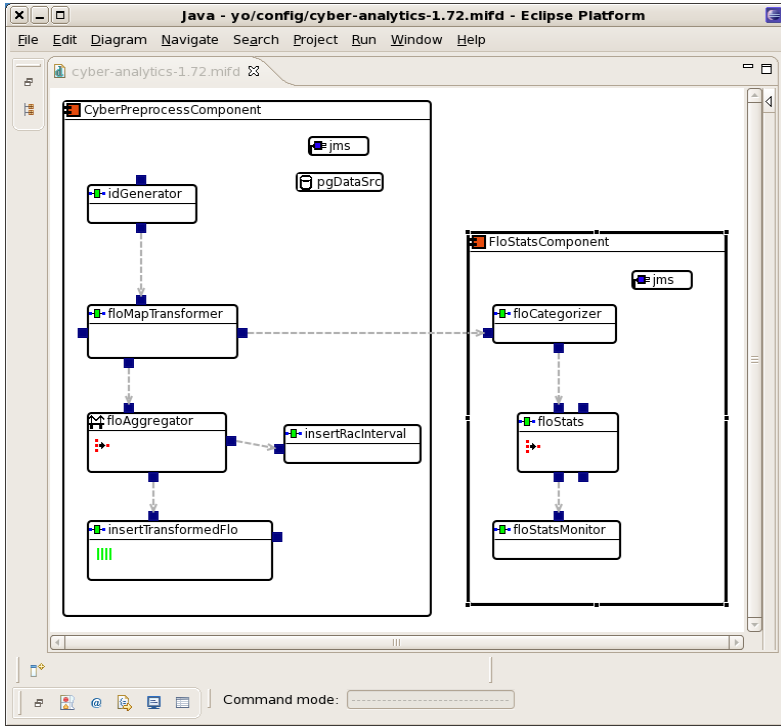 Java - yo/config/cyber-analytics-1.72.mifd - Eclipse Platform
File Edit Diagram Navigate Search Project Run Window Help
cyber-analytics-1.72.mifd
CyberPreprocessComponent
jms
pgDataSrc
idGenerator
floMapTransformer
floAggregator
insertRacInterval
insertTransformedFlo
FloStatsComponent
jms
floCategorizer
floStats
floStatsMonitor
Command mode: